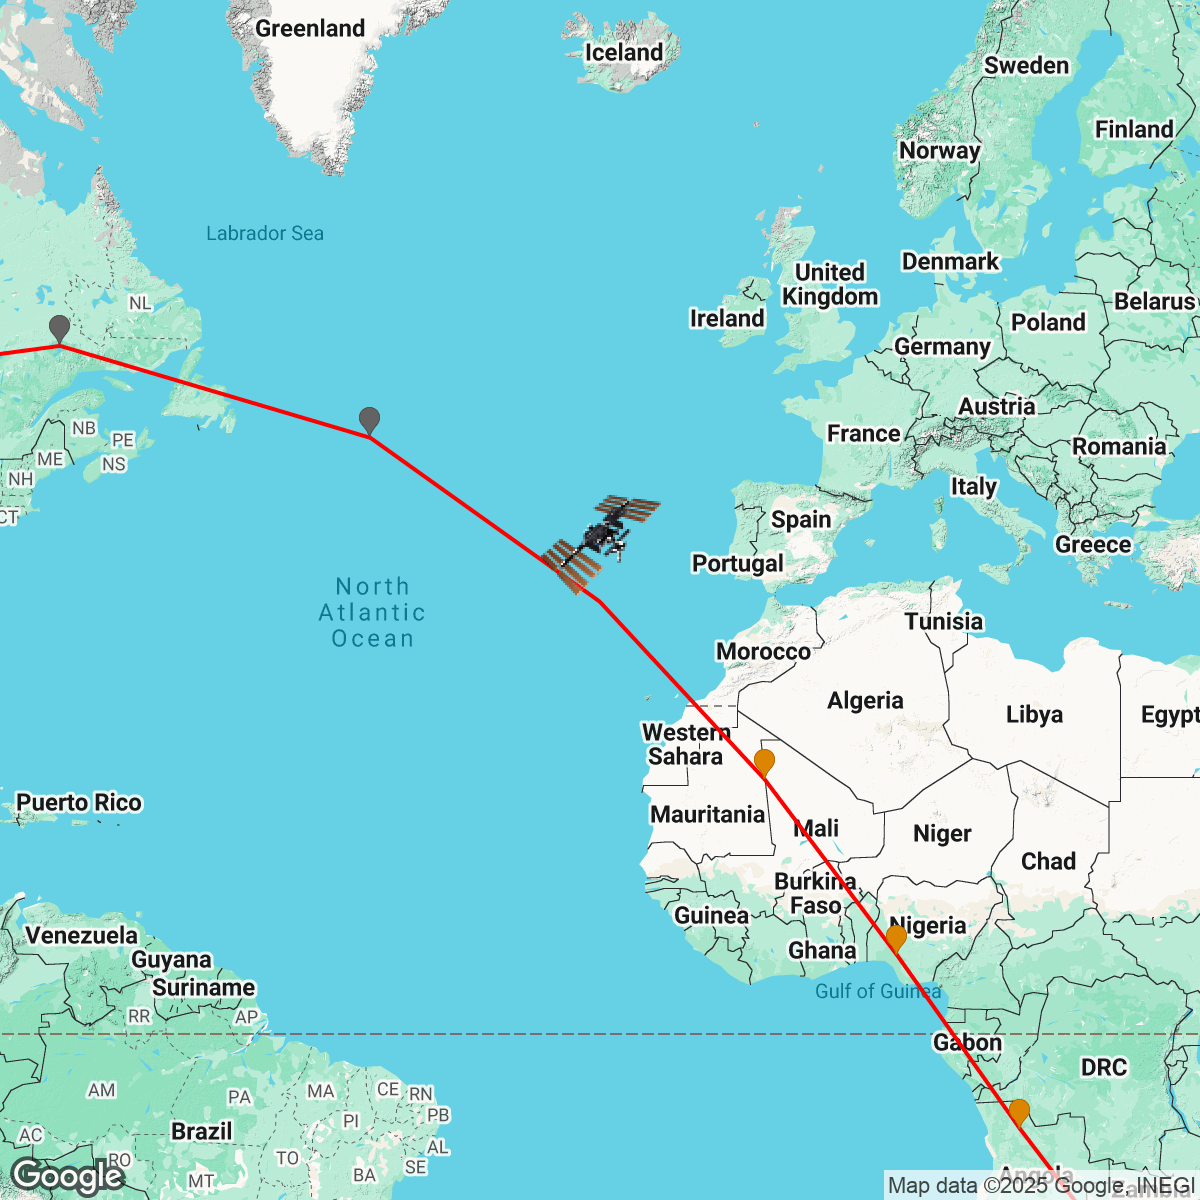 Greenland
Iceland
Sweden
Finland
Norway
Labrador Sea
Denmark
United
Kingdom
NL
Belarus
Ireland
Poland
Germany
Austria
NB
PE
France
Romania
ME
NS
NH
Italy
CT
Spain
Greece
Portugal
North
Atlantic
Ocean
Tunisia
Morocco
Algeria
Libya
Egypt
Western
Sahara
Puerto Rico
Mauritania
Mali
Niger
Chad
Burkina
Faso
Guinea
Nigeria
Venezuela
Ghana
Guyana
Suriname
Gulf of Guinea
RR
AP
Gabon
DRC
AM
PA
MA
CE
RN
PB
PI
AC
Brazil
AL
RO
TO
SE
MT
BA
Angola
Zambia
Google
Map data ©2025 Google, INEGI